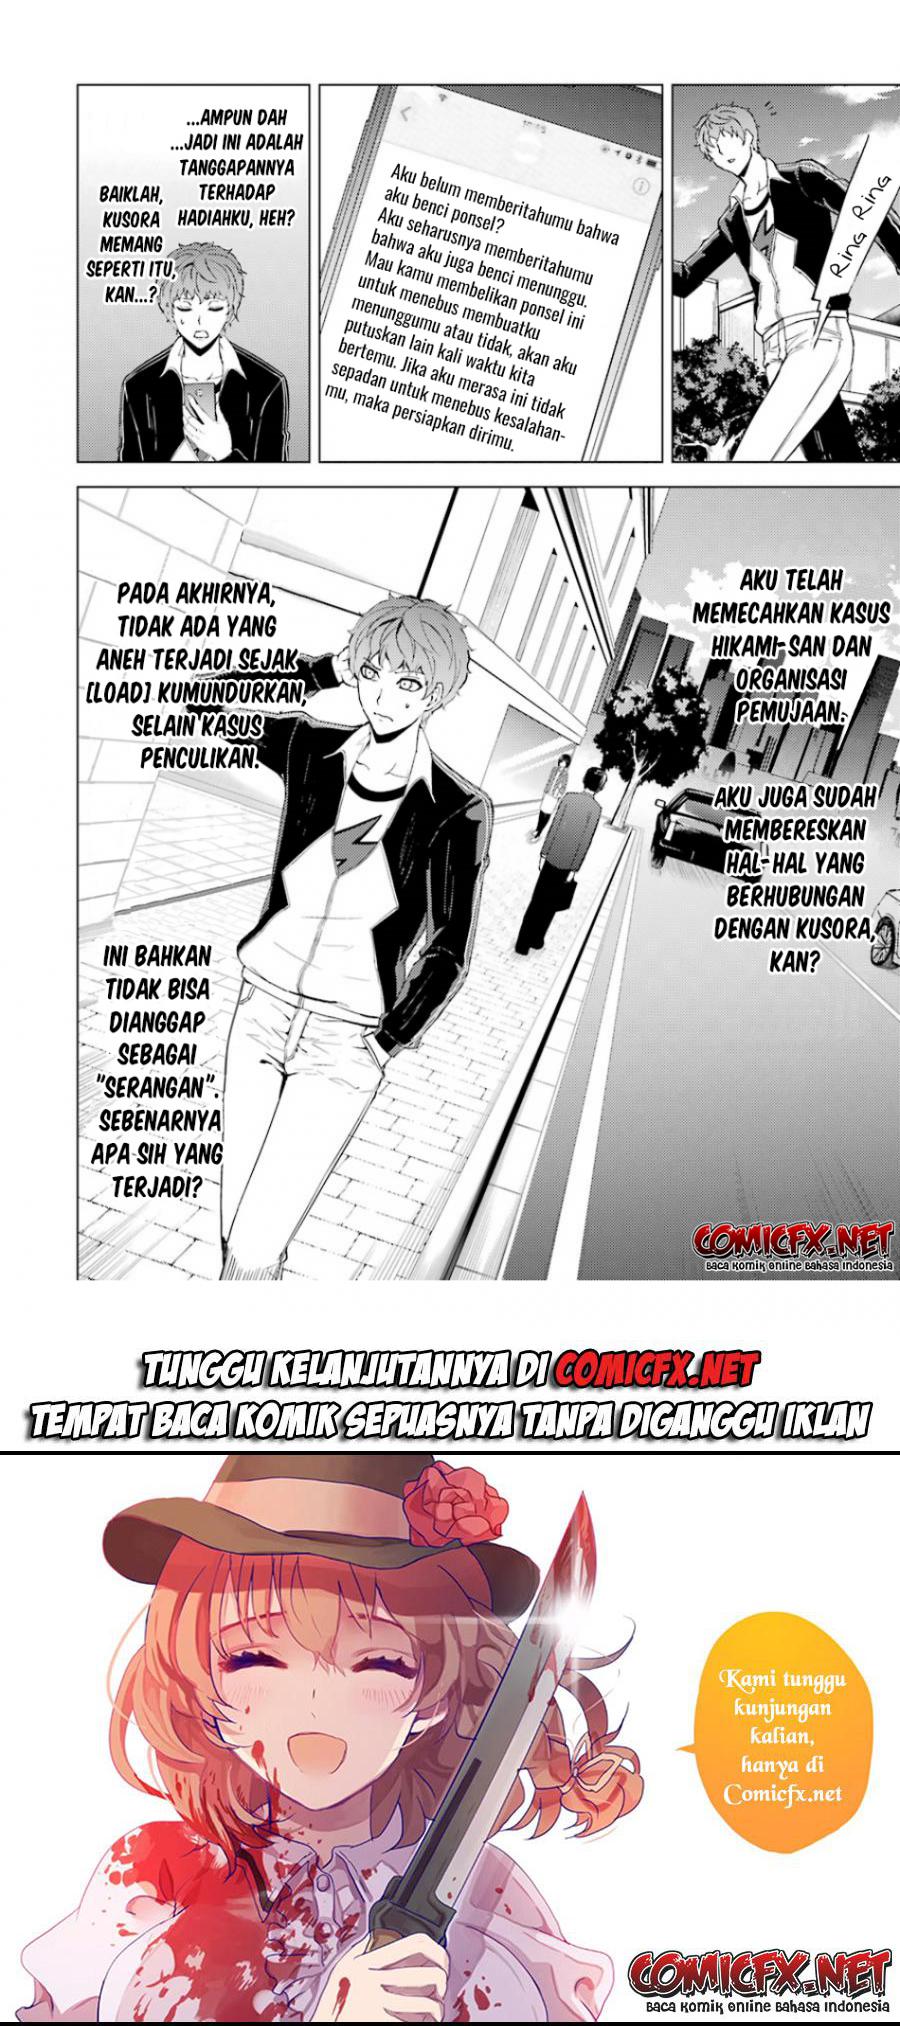 Ring Ring
10:15
Aku belum memberitahumu bahwa
aku benci ponsel?
Aku seharusnya memberitahumu
bahwa aku juga benci menunggu.
Mau kamu membelikan ponsel ini
untuk menebus membuatku
menunggumu atau tidak, akan aku
putuskan lain kali waktu kita
bertemu. Jika aku merasa ini tidak
sepadan untuk menebus kesalahan-
mu, maka persiapkan dirimu.
...AMPUN DAH
...JADI INI ADALAH
TANGGAPANNYA
TERHADAP
HADIAHKU, HEH?
BAIKLAH,
KUSORA
MEMANG
SEPERTI ITU,
KAN...?
AKU TELAH
MEMECAHKAN KASUS
HIKAMI-SAN DAN
ORGANISASI
PEMUJAAN.
AKU JUGA SUDAH
MEMBERESKAN
HAL-HAL YANG
BERHUBUNGAN
DENGAN KUSORA,
KAN?
PADA AKHIRNYA,
TIDAK ADA YANG
ANEH TERJADI SEJAK
[LOAD] KUMUNDURKAN,
SELAIN KASUS
PENCULIKAN.
INI BAHKAN
TIDAK BISA
DIANGGAP
SEBAGAI
"SERANGAN".
SEBENARNYA
APA SIH YANG
TERJADI?
COMICFX.NET
Baca Komik Online Bahasa Indonesia
TUNGGU KELANJUTANNYA DI COMICFX.NET
TEMPAT BACA KOMIK SEPUASNYA TANPA DIGANGGU IKLAN
Kami tunggu
kunjungan
kalian,
hanya di
Comicfx.net
COMICFX.NET
Baca Komik Online Bahasa Indonesia